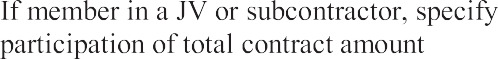 If member in a JV or subcontractor, specify
participation of total contract amount